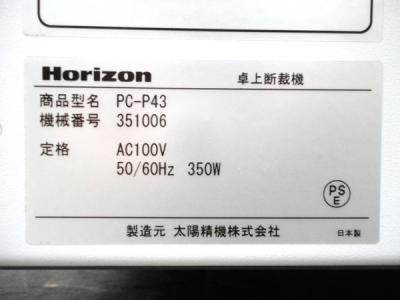 Horizon 卓上断裁機
商品型名 PC-P43
機械番号 351006
定格 AC100V
50/60Hz 350W
PS
E
製造元 太陽精機株式会社 日本製